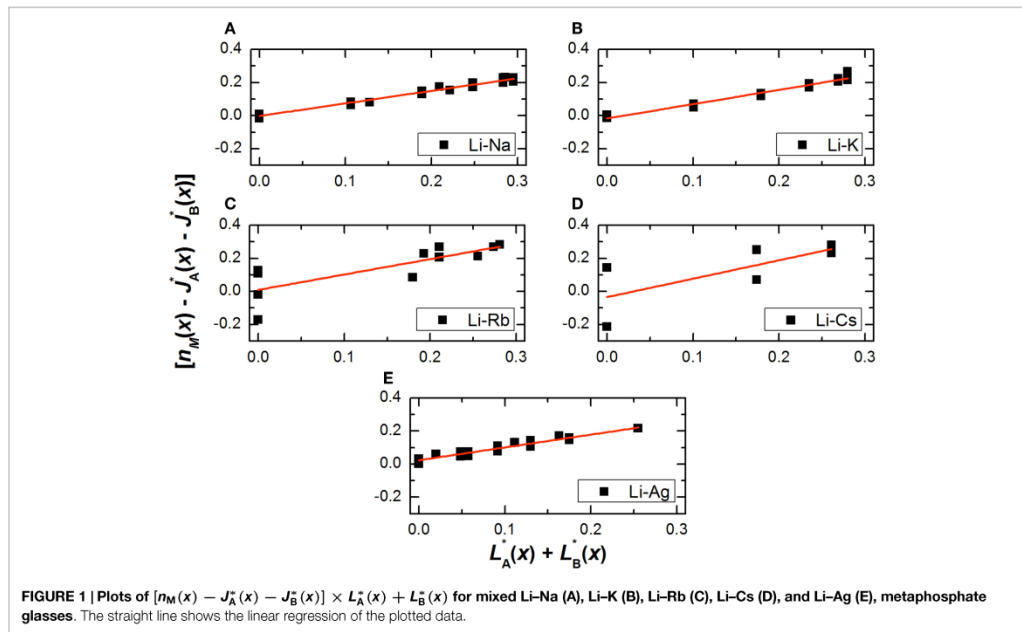 A
0.4
0.2
0.0
-0.2
Li-Na
0.0 0.1 0.2 0.3
B
0.4
0.2
0.0
-0.2
Li-K
0.0 0.1 0.2 0.3
C
0.4
0.2
0.0
-0.2
Li-Rb
0.0 0.1 0.2 0.3
D
0.4
0.2
0.0
-0.2
Li-Cs
0.0 0.1 0.2 0.3
E
0.4
0.2
0.0
-0.2
Li-Ag
0.0 0.1 0.2 0.3
[n_M(x) - J*_A(x) - J*_B(x)]
L*_A(x) + L*_B(x)
FIGURE 1 | Plots of [n_M(x) − J*_A(x) − J*_B(x)] × L*_A(x) + L*_B(x) for mixed Li–Na (A), Li–K (B), Li–Rb (C), Li–Cs (D), and Li–Ag (E), metaphosphate
glasses. The straight line shows the linear regression of the plotted data.